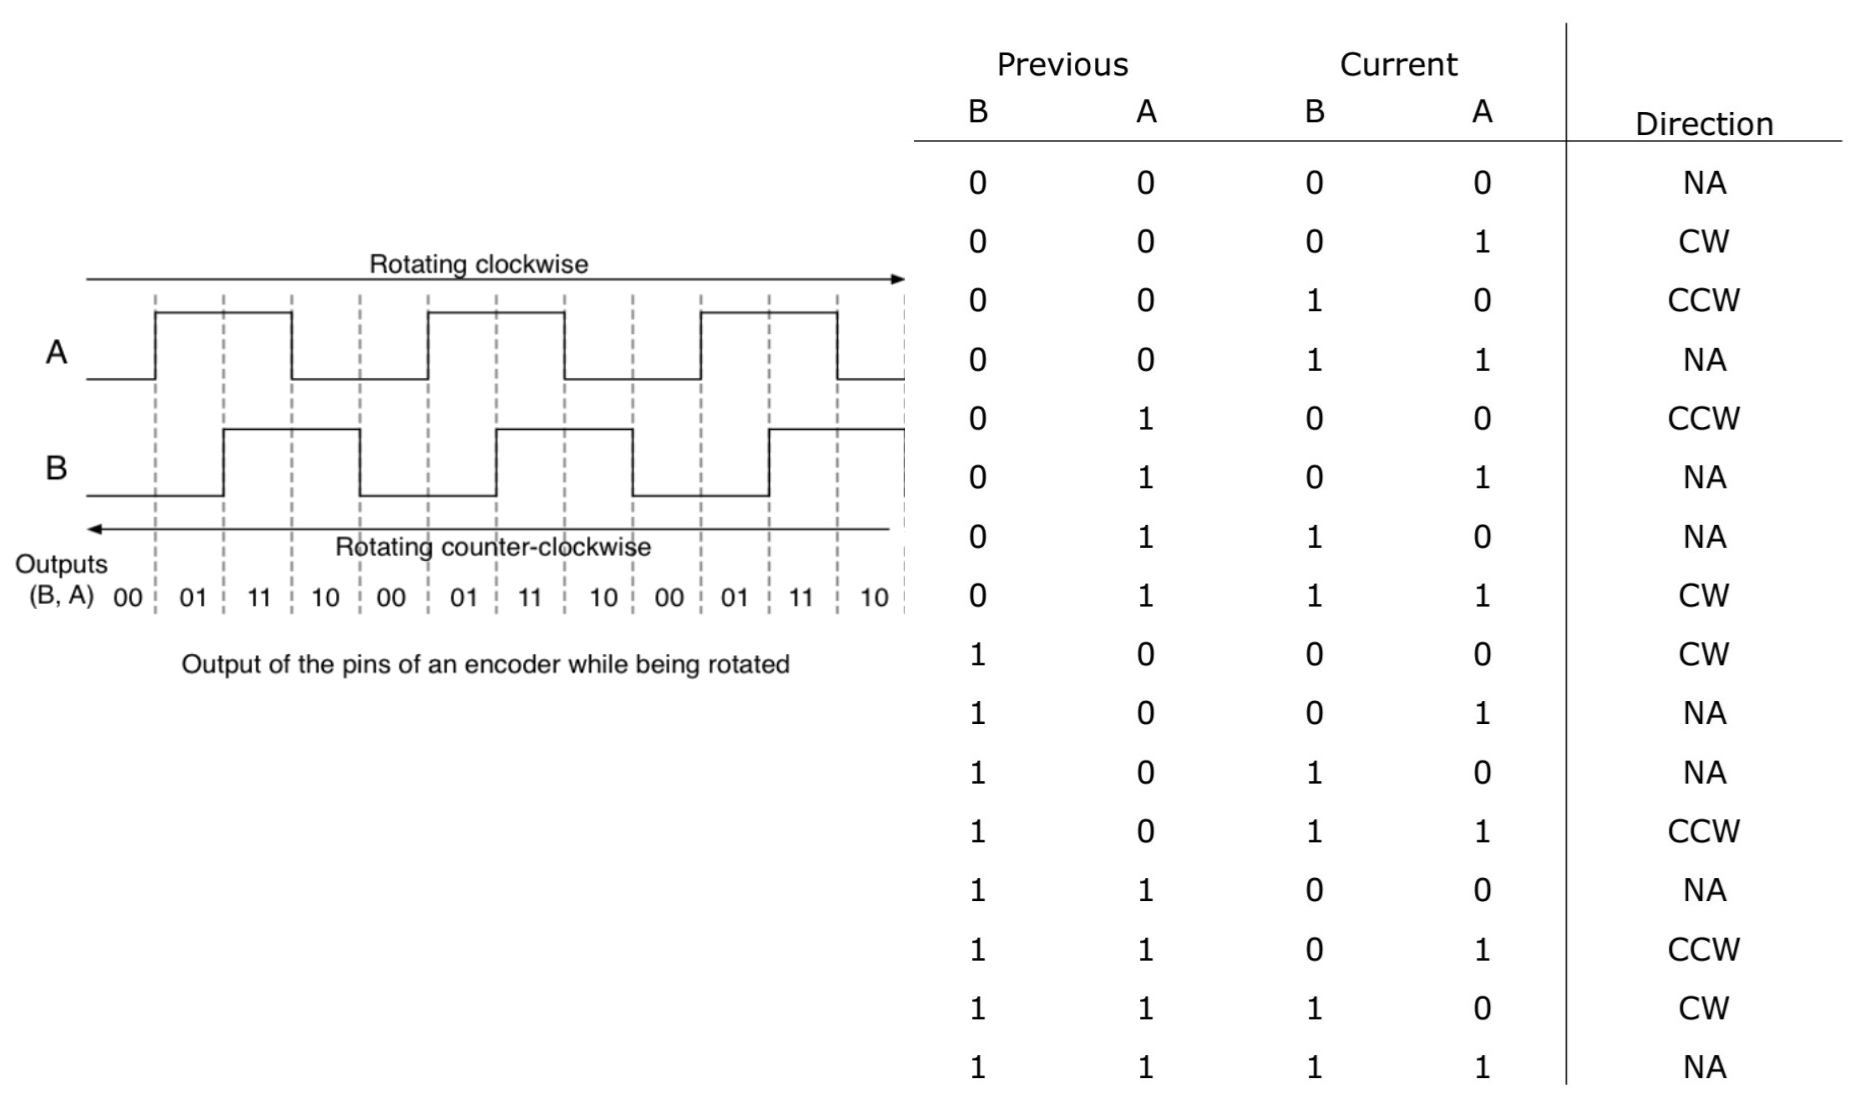 Rotating clockwise
A
B
Rotating counter-clockwise
Outputs
(B, A) 00 01 11 10 00 01 11 10 00 01 11 10
Output of the pins of an encoder while being rotated
Previous Current
B A B A Direction
0 0 0 0 NA
0 0 0 1 CW
0 0 1 0 CCW
0 0 1 1 NA
0 1 0 0 CCW
0 1 0 1 NA
0 1 1 0 NA
0 1 1 1 CW
1 0 0 0 CW
1 0 0 1 NA
1 0 1 0 NA
1 0 1 1 CCW
1 1 0 0 NA
1 1 0 1 CCW
1 1 1 0 CW
1 1 1 1 NA